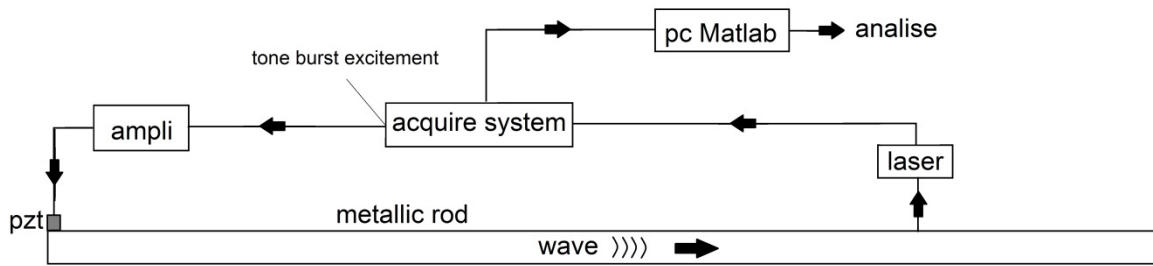 pc Matlab
analise
tone burst excitement
ampli
acquire system
laser
pzt
metallic rod
wave